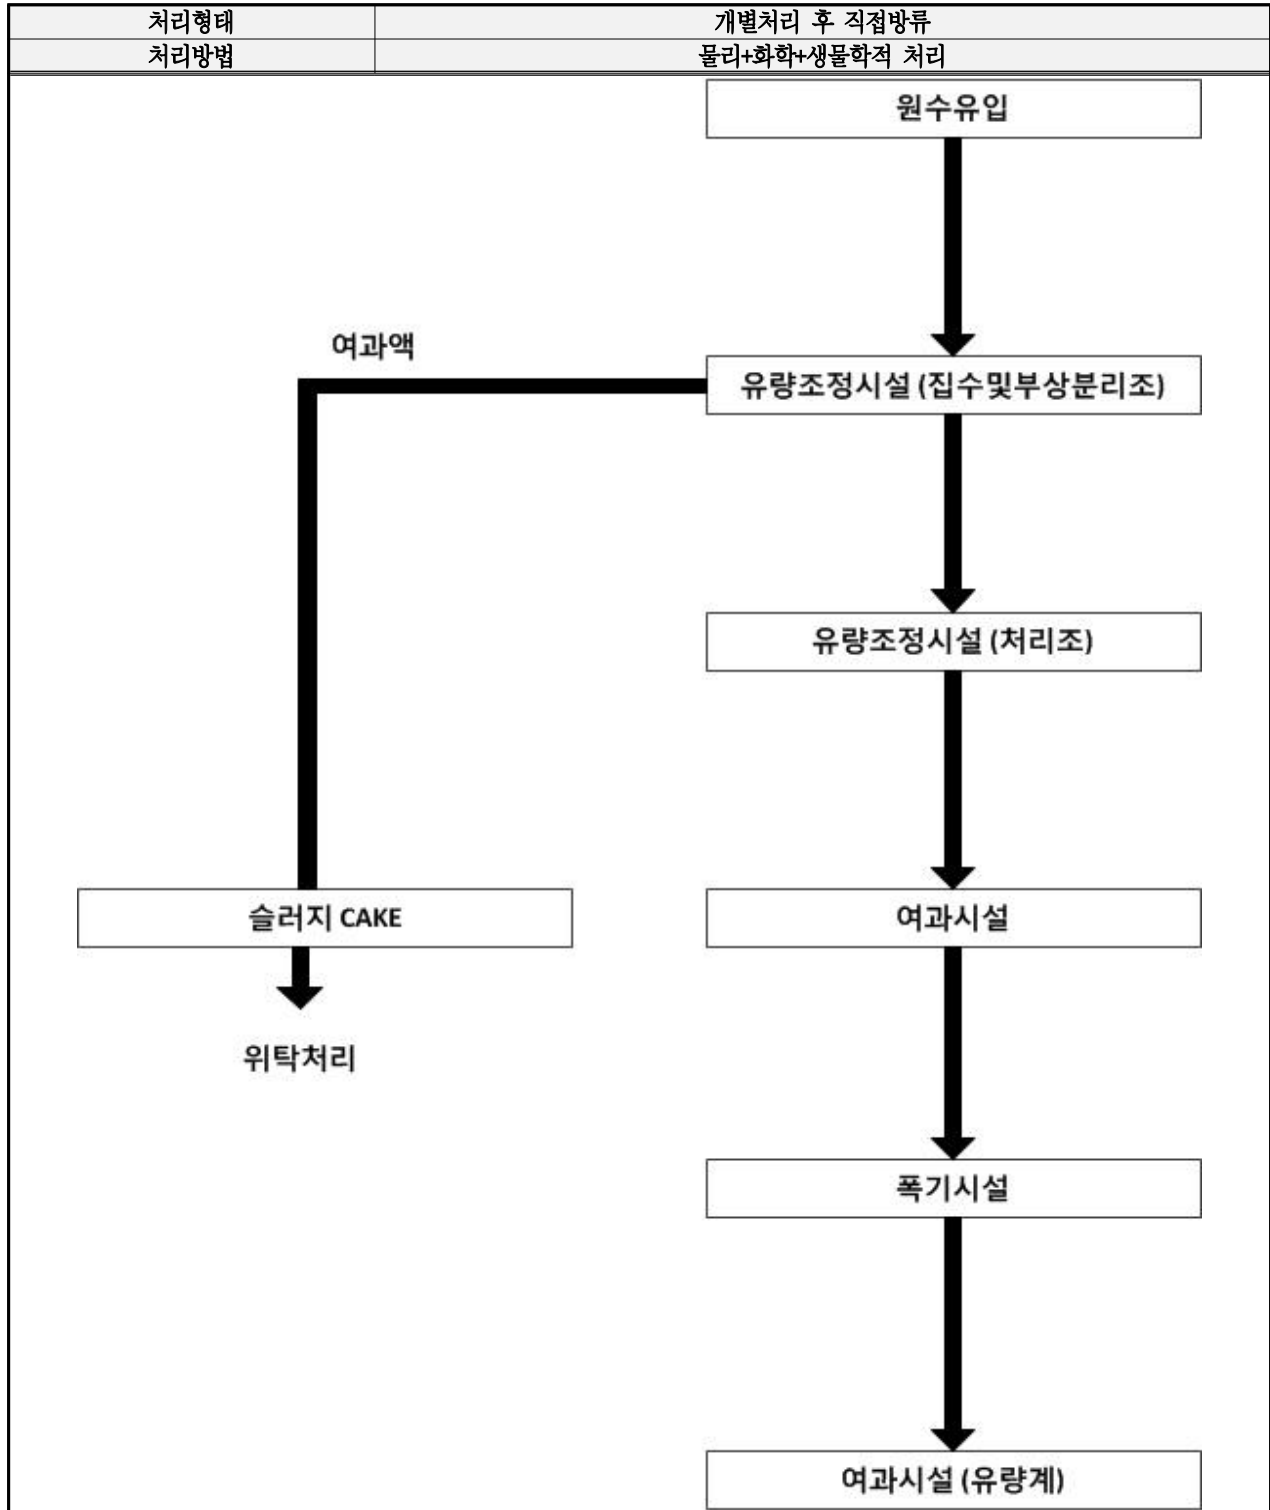 처리형태 개별처리 후 직접방류
처리방법 물리+화학+생물학적 처리
원수유입
여과액
유량조정시설 (집수및부상분리조)
유량조정시설 (처리조)
슬러지 CAKE
여과시설
위탁처리
폭기시설
여과시설 (유량계)